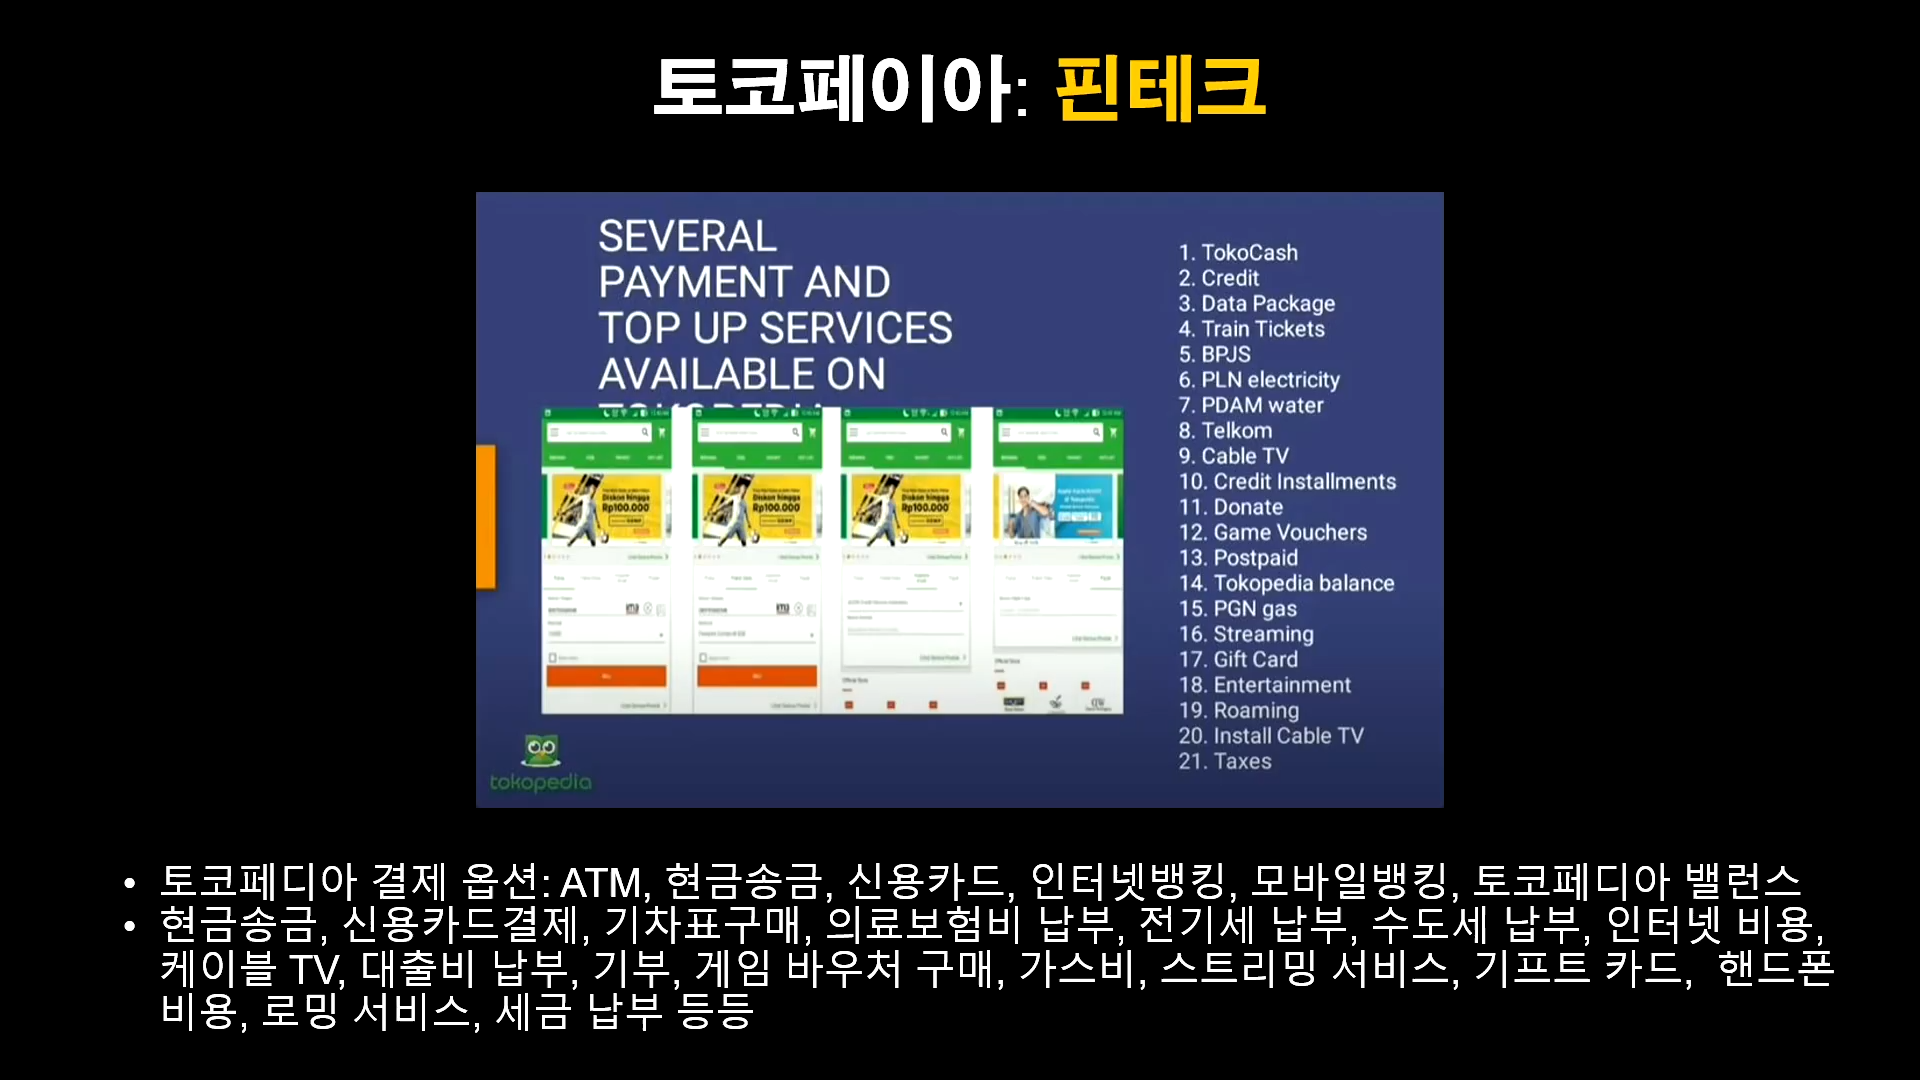 토코페이아: 핀테크
SEVERAL
PAYMENT AND
TOP UP SERVICES
AVAILABLE ON
1. TokoCash
2. Credit
3. Data Package
4. Train Tickets
5. BPJS
6. PLN electricity
7. PDAM water
8. Telkom
9. Cable TV
10. Credit Installments
11. Donate
12. Game Vouchers
13. Postpaid
14. Tokopedia balance
15. PGN gas
16. Streaming
17. Gift Card
18. Entertainment
19. Roaming
20. Install Cable TV
21. Taxes
Diskon hingga
Rp100.000
Diskon hingga
Rp100.000
Diskon hingga
Rp100.000
tokopedia
• 토코페디아 결제 옵션: ATM, 현금송금, 신용카드, 인터넷뱅킹, 모바일뱅킹, 토코페디아 밸런스
• 현금송금, 신용카드결제, 기차표구매, 의료보험비 납부, 전기세 납부, 수도세 납부, 인터넷 비용,
케이블 TV, 대출비 납부, 기부, 게임 바우처 구매, 가스비, 스트리밍 서비스, 기프트 카드, 핸드폰
비용, 로밍 서비스, 세금 납부 등등